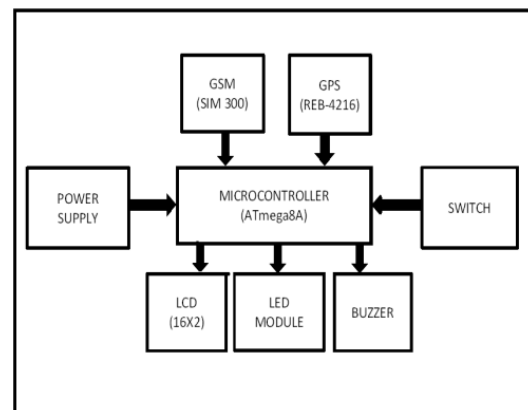 GSM
(SIM 300)
GPS
(REB-4216)
POWER
SUPPLY
MICROCONTROLLER
(ATmega8A)
SWITCH
LCD
(16X2)
LED
MODULE
BUZZER